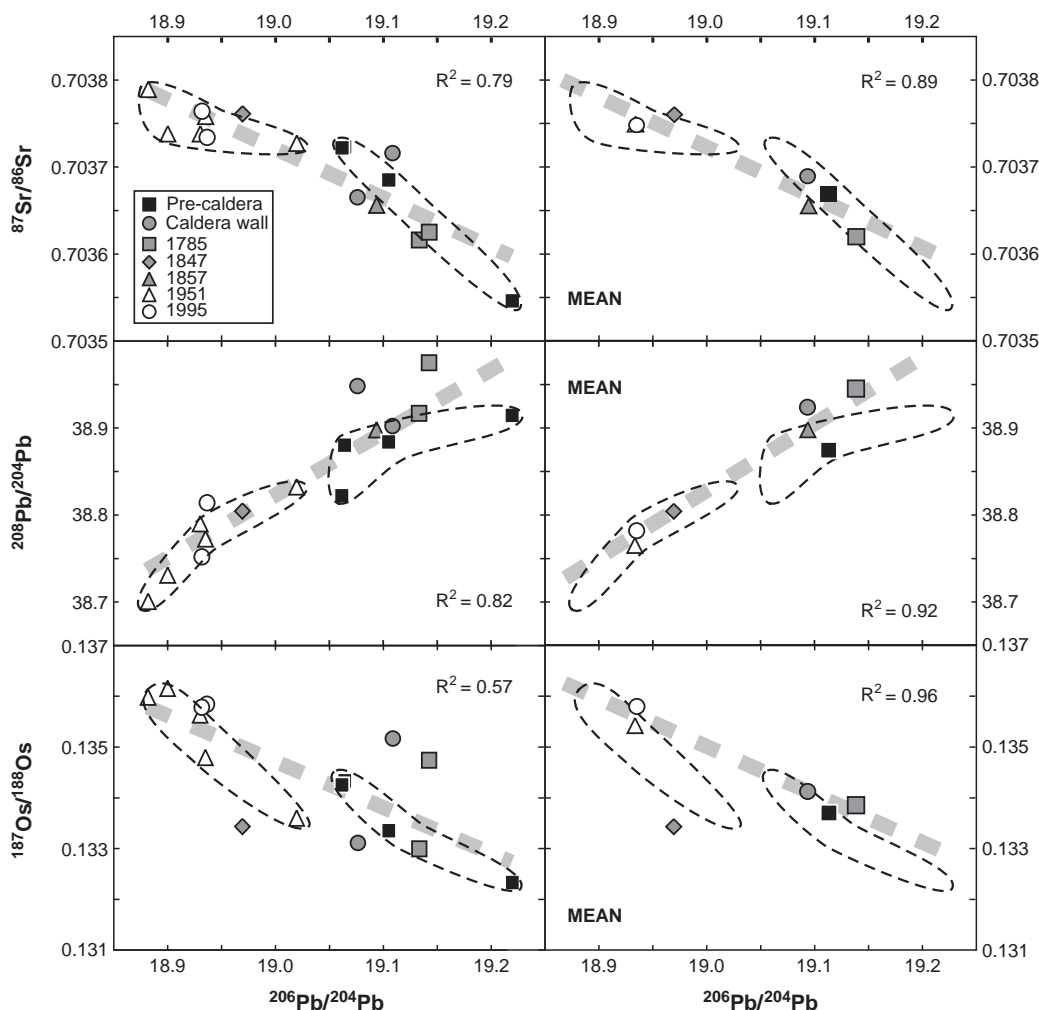 18.9 19.0 19.1 19.2 18.9 19.0 19.1 19.2
0.7038 R² = 0.79 R² = 0.89 0.7038
0.7037 0.7037
⁸⁷Sr/⁸⁶Sr
Pre-caldera
Caldera wall
1785
1847
1857
1951
1995
0.7036 0.7036
MEAN
0.7035 0.7035
MEAN
38.9 38.9
²⁰⁸Pb/²⁰⁴Pb
38.8 38.8
38.7 R² = 0.82 R² = 0.92 38.7
0.137 0.137
R² = 0.57 R² = 0.96
0.135 0.135
¹⁸⁷Os/¹⁸⁸Os
0.133 0.133
MEAN
0.131 0.131
18.9 19.0 19.1 19.2 18.9 19.0 19.1 19.2
²⁰⁶Pb/²⁰⁴Pb ²⁰⁶Pb/²⁰⁴Pb